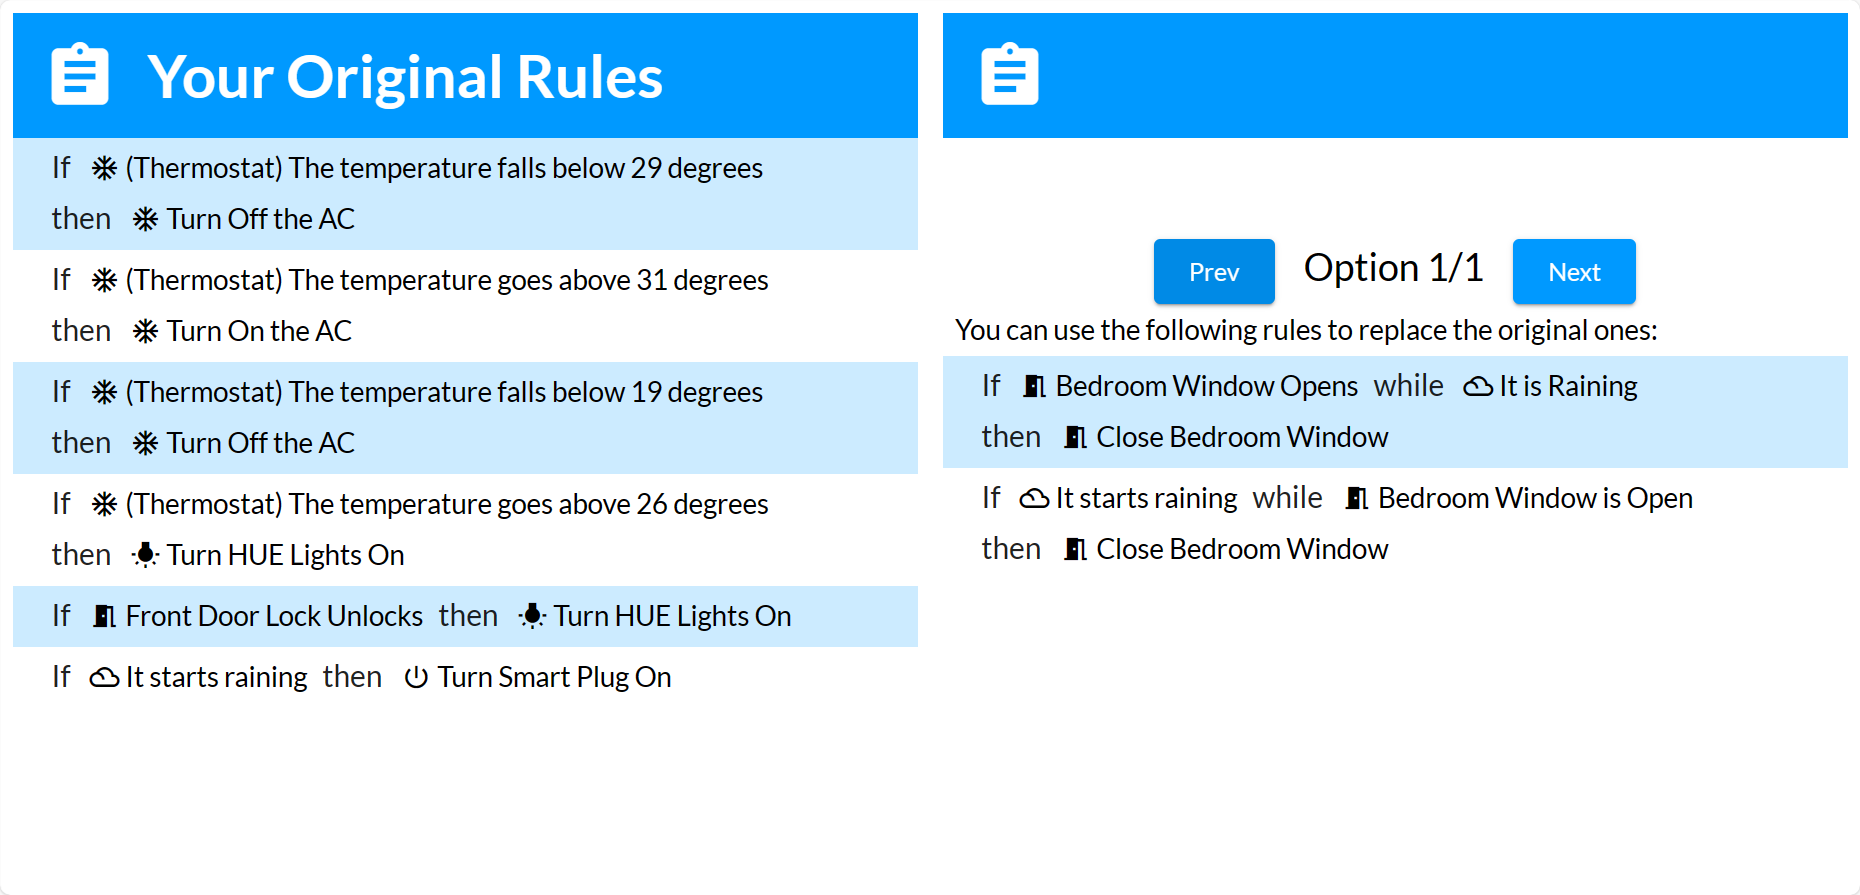 Your Original Rules
If (Thermostat) The temperature falls below 29 degrees
then Turn Off the AC
If (Thermostat) The temperature goes above 31 degrees
then Turn On the AC
If (Thermostat) The temperature falls below 19 degrees
then Turn Off the AC
If (Thermostat) The temperature goes above 26 degrees
then Turn HUE Lights On
If Front Door Lock Unlocks then Turn HUE Lights On
If It starts raining then Turn Smart Plug On
Prev Option 1/1 Next
You can use the following rules to replace the original ones:
If Bedroom Window Opens while It is Raining
then Close Bedroom Window
If It starts raining while Bedroom Window is Open
then Close Bedroom Window